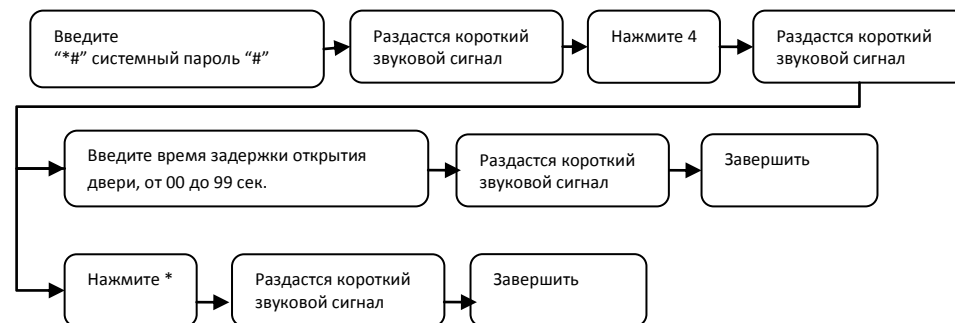 Введите
“*#” системный пароль “#”
Раздастся короткий
звуковой сигнал
Нажмите 4
Раздастся короткий
звуковой сигнал
Введите время задержки открытия
двери, от 00 до 99 сек.
Раздастся короткий
звуковой сигнал
Завершить
Нажмите *
Раздастся короткий
звуковой сигнал
Завершить